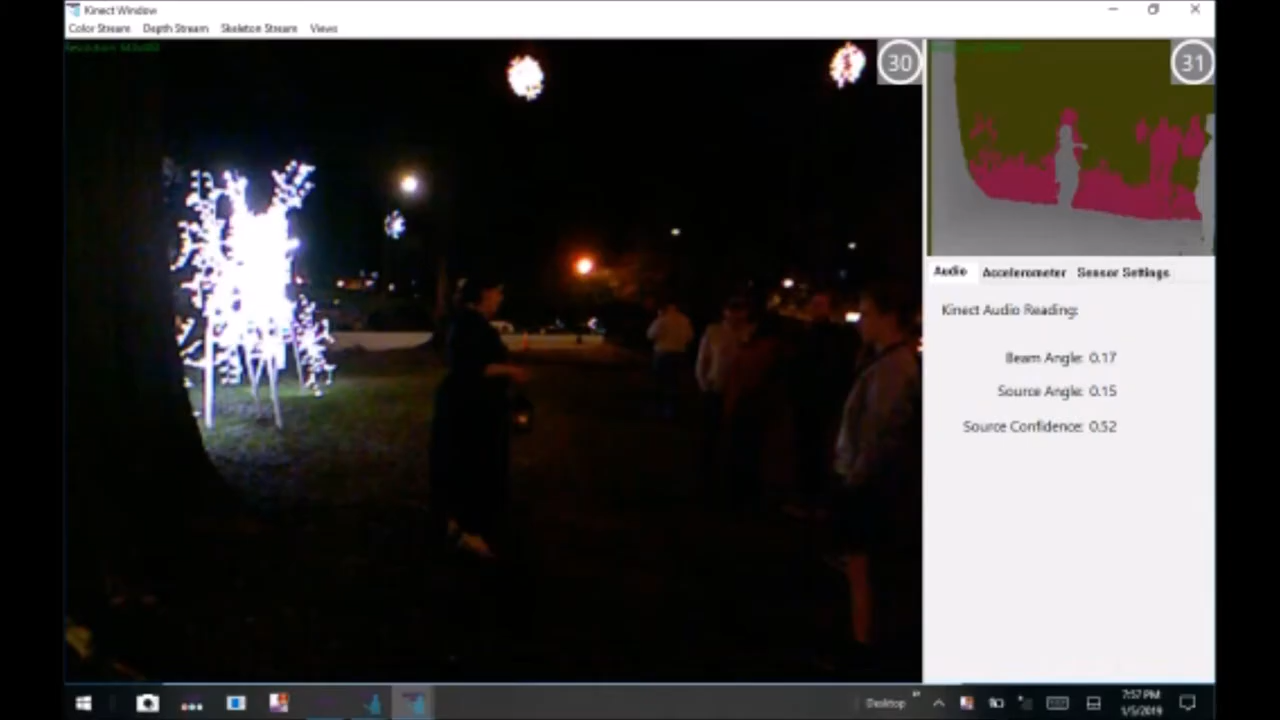 Kinect Window
Color Stream Depth Stream Skeleton Stream Views
30
31
Audio Accelerometer Sensor Settings
Kinect Audio Reading:
Beam Angle: 0.17
Source Angle: 0.15
Source Confidence: 0.52
Desktop
7:57 PM
1/5/2019